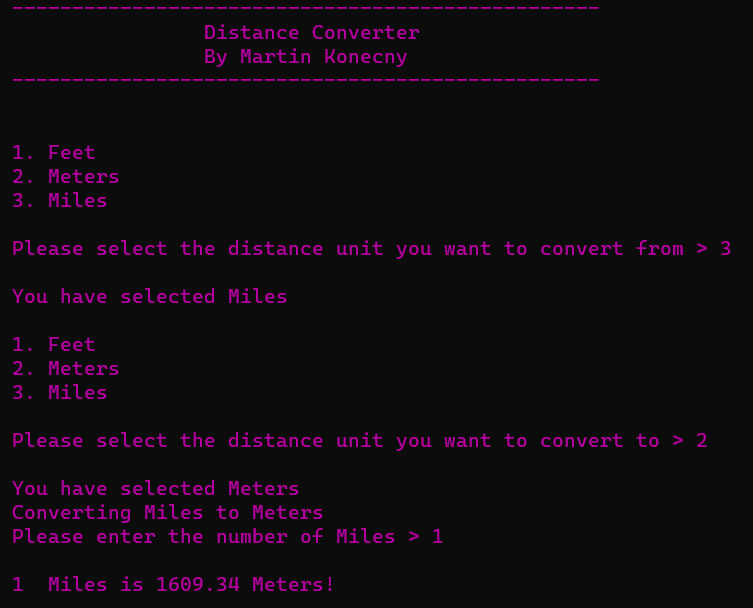 -------------------------------------------------
Distance Converter
By Martin Konecny
-------------------------------------------------
1. Feet
2. Meters
3. Miles
Please select the distance unit you want to convert from > 3
You have selected Miles
1. Feet
2. Meters
3. Miles
Please select the distance unit you want to convert to > 2
You have selected Meters
Converting Miles to Meters
Please enter the number of Miles > 1
1  Miles is 1609.34 Meters!